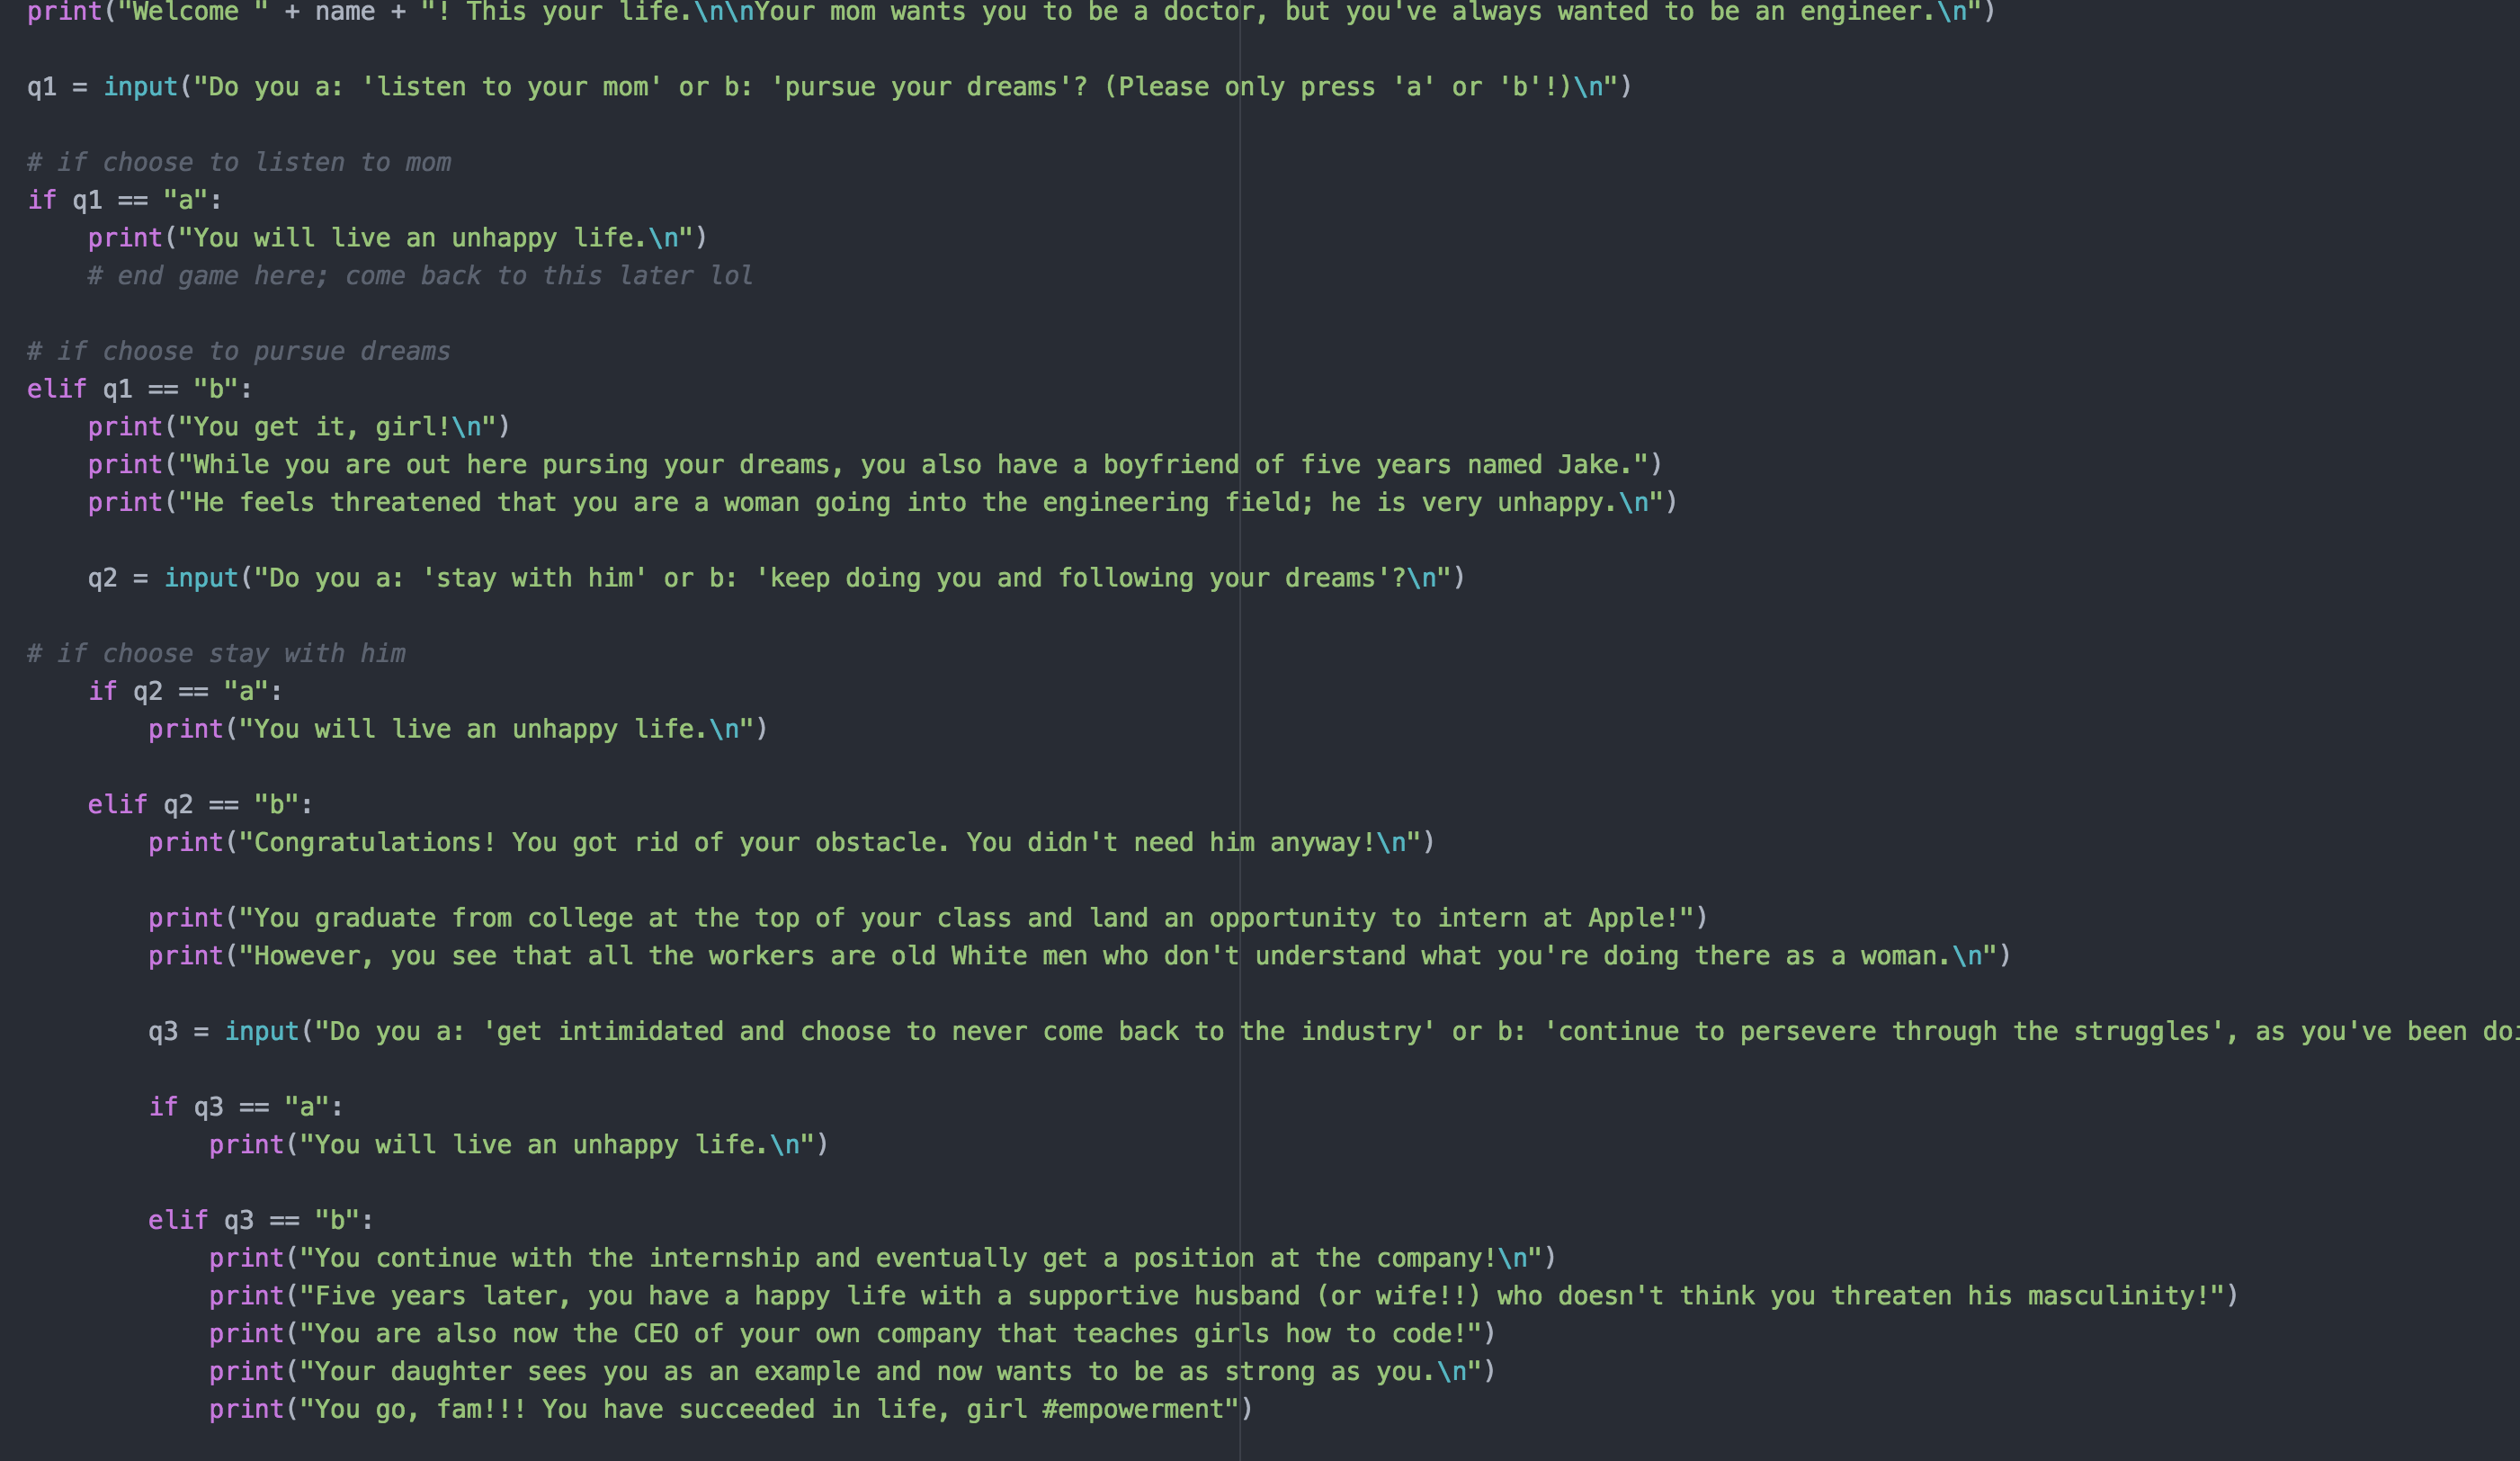 print("Welcome " + name + "! This your life.\n\nYour mom wants you to be a doctor, but you've always wanted to be an engineer.\n")
q1 = input("Do you a: 'listen to your mom' or b: 'pursue your dreams'? (Please only press 'a' or 'b'!)\n")
# if choose to listen to mom
if q1 == "a":
    print("You will live an unhappy life.\n")
    # end game here; come back to this later lol
# if choose to pursue dreams
elif q1 == "b":
    print("You get it, girl!\n")
    print("While you are out here pursing your dreams, you also have a boyfriend of five years named Jake.")
    print("He feels threatened that you are a woman going into the engineering field; he is very unhappy.\n")
    q2 = input("Do you a: 'stay with him' or b: 'keep doing you and following your dreams'?\n")
# if choose stay with him
    if q2 == "a":
        print("You will live an unhappy life.\n")
    elif q2 == "b":
        print("Congratulations! You got rid of your obstacle. You didn't need him anyway!\n")
        print("You graduate from college at the top of your class and land an opportunity to intern at Apple!")
        print("However, you see that all the workers are old White men who don't understand what you're doing there as a woman.\n")
        q3 = input("Do you a: 'get intimidated and choose to never come back to the industry' or b: 'continue to persevere through the struggles', as you've been
        if q3 == "a":
            print("You will live an unhappy life.\n")
        elif q3 == "b":
            print("You continue with the internship and eventually get a position at the company!\n")
            print("Five years later, you have a happy life with a supportive husband (or wife!!) who doesn't think you threaten his masculinity!")
            print("You are also now the CEO of your own company that teaches girls how to code!")
            print("Your daughter sees you as an example and now wants to be as strong as you.\n")
            print("You go, fam!!! You have succeeded in life, girl #empowerment")